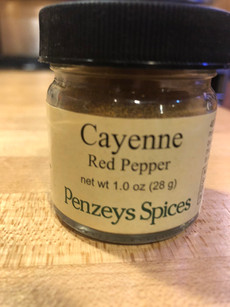 Cayenne
Red Pepper
net wt 1.0 oz (28 g)
Penzeys Spices